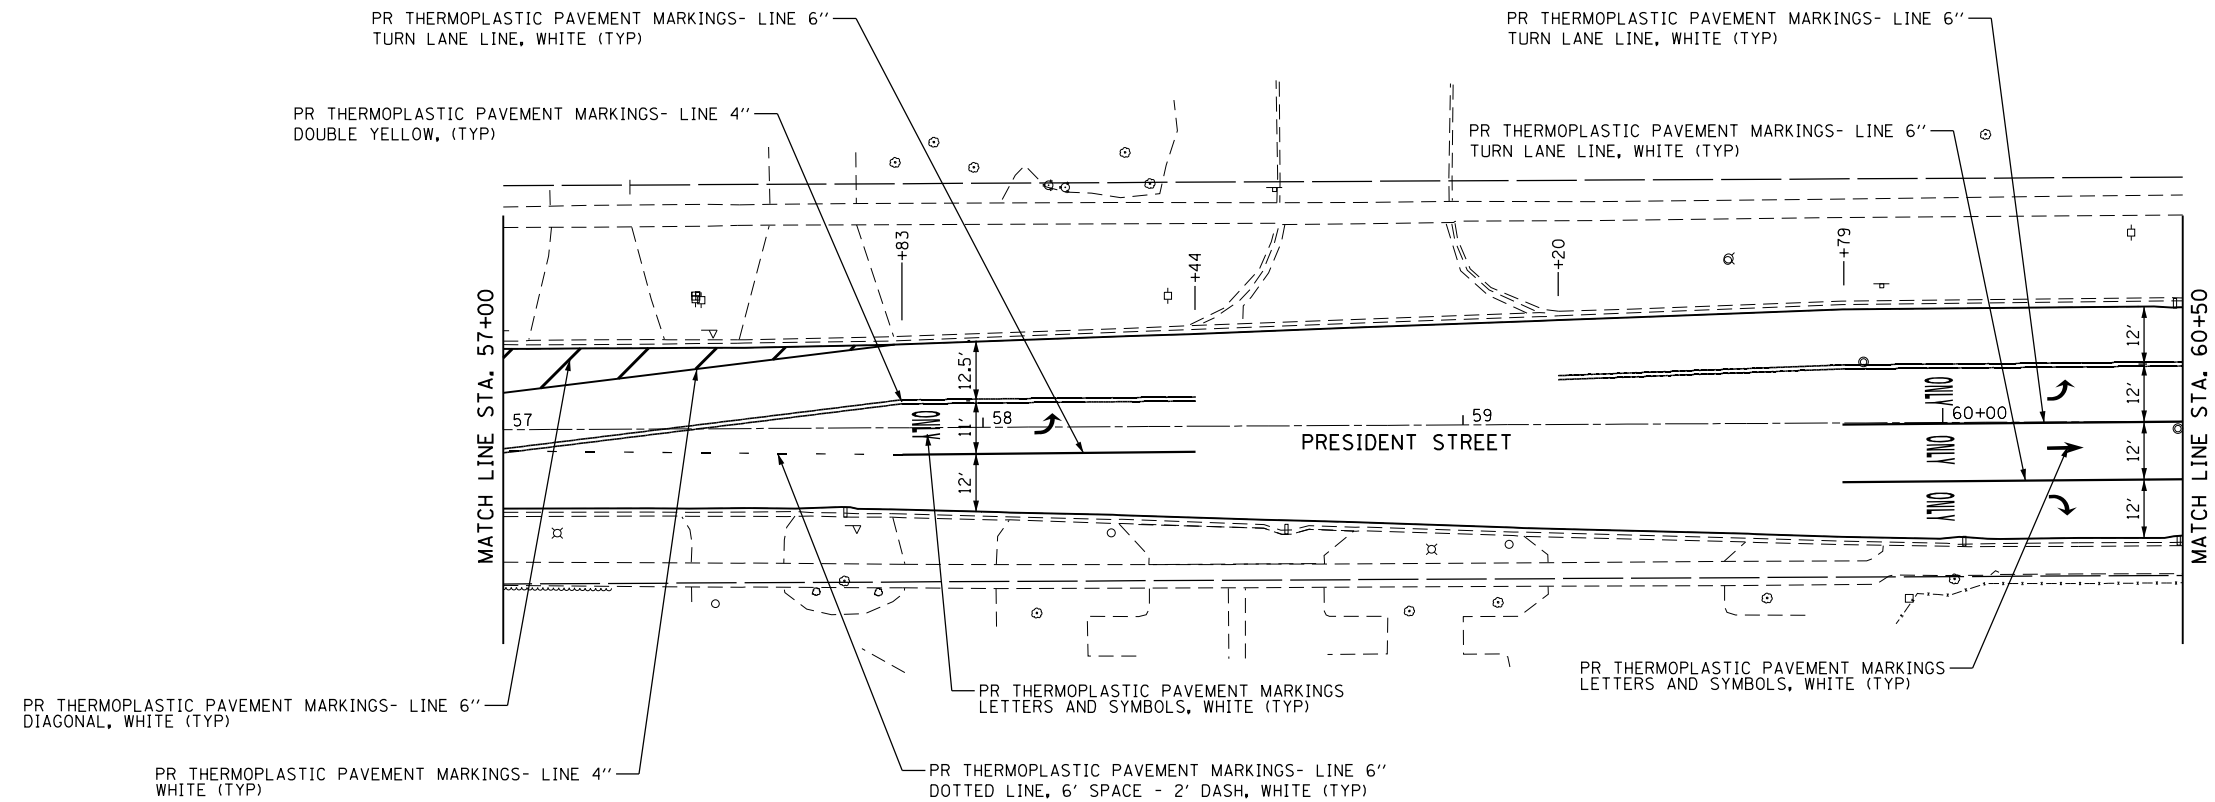 PR THERMOPLASTIC PAVEMENT MARKINGS- LINE 6''
TURN LANE LINE, WHITE (TYP)
PR THERMOPLASTIC PAVEMENT MARKINGS- LINE 6''
TURN LANE LINE, WHITE (TYP)
PR THERMOPLASTIC PAVEMENT MARKINGS- LINE 4''
DOUBLE YELLOW, (TYP)
PR THERMOPLASTIC PAVEMENT MARKINGS- LINE 6''
TURN LANE LINE, WHITE (TYP)
+83
+44
+20
+79
MATCH LINE STA. 57+00
MATCH LINE STA. 60+50
12.5'
11'
12'
12'
12'
12'
12'
57
58
59
60+00
ONLY
ONLY
ONLY
ONLY
PRESIDENT STREET
PR THERMOPLASTIC PAVEMENT MARKINGS
LETTERS AND SYMBOLS, WHITE (TYP)
PR THERMOPLASTIC PAVEMENT MARKINGS
LETTERS AND SYMBOLS, WHITE (TYP)
PR THERMOPLASTIC PAVEMENT MARKINGS- LINE 6''
DIAGONAL, WHITE (TYP)
PR THERMOPLASTIC PAVEMENT MARKINGS- LINE 4''
WHITE (TYP)
PR THERMOPLASTIC PAVEMENT MARKINGS- LINE 6''
DOTTED LINE, 6' SPACE - 2' DASH, WHITE (TYP)